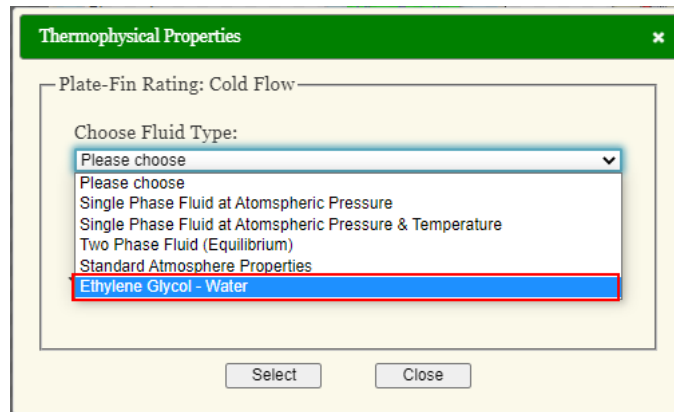 Thermophysical Properties ×
Plate-Fin Rating: Cold Flow
Choose Fluid Type:
Please choose
Please choose
Single Phase Fluid at Atomspheric Pressure
Single Phase Fluid at Atomspheric Pressure & Temperature
Two Phase Fluid (Equilibrium)
Standard Atmosphere Properties
Ethylene Glycol - Water
Select Close